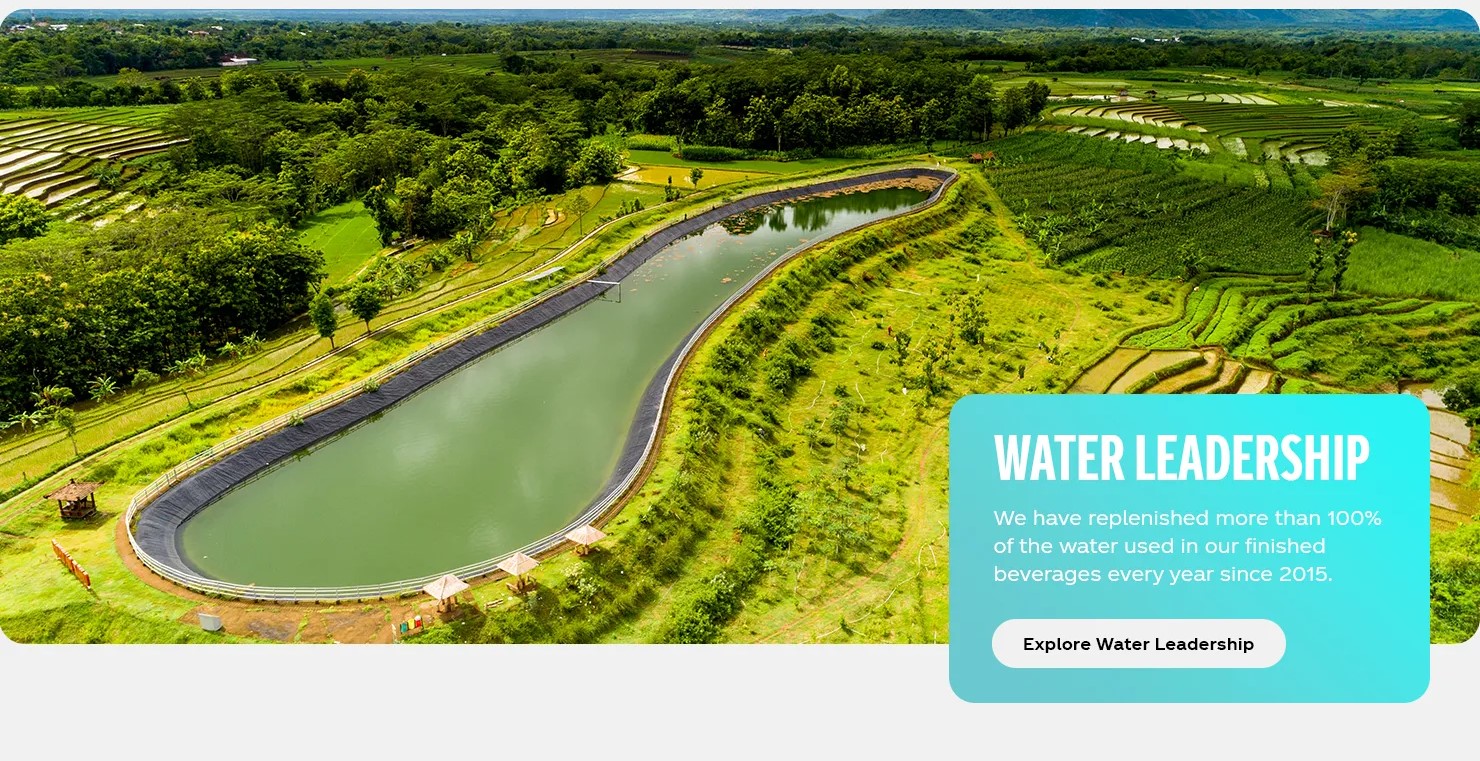 WATER LEADERSHIP
We have replenished more than 100%
of the water used in our finished
beverages every year since 2015.
Explore Water Leadership